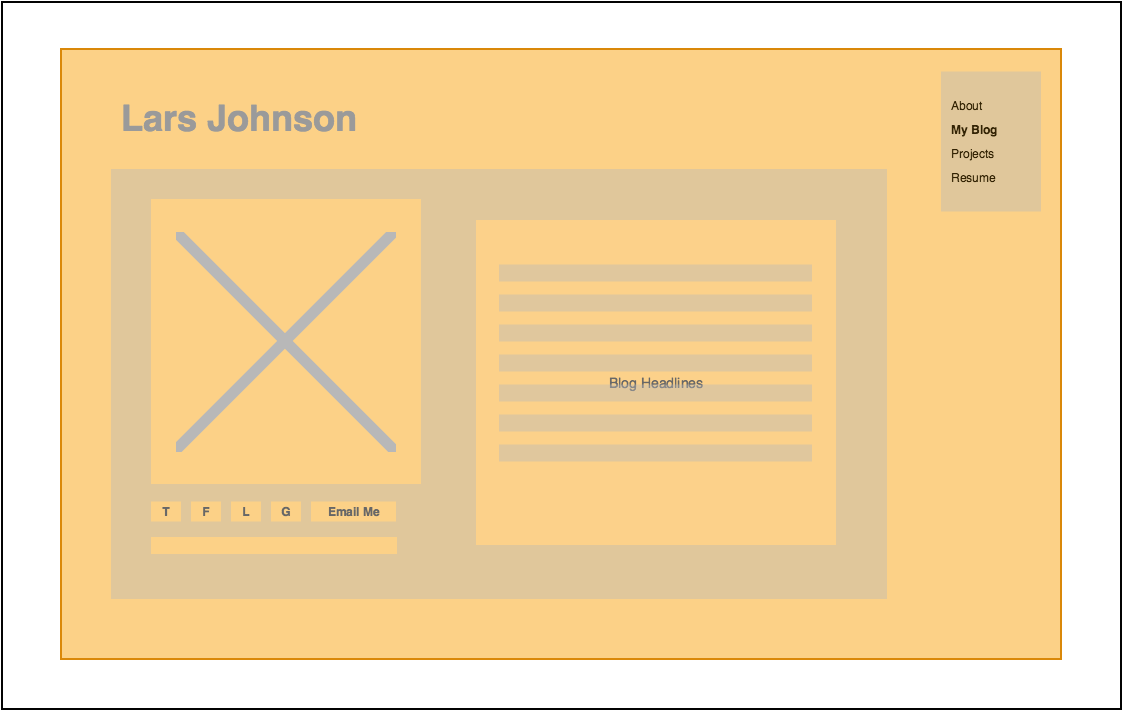 Lars Johnson
About
My Blog
Projects
Resume
Blog Headlines
T F L G Email Me